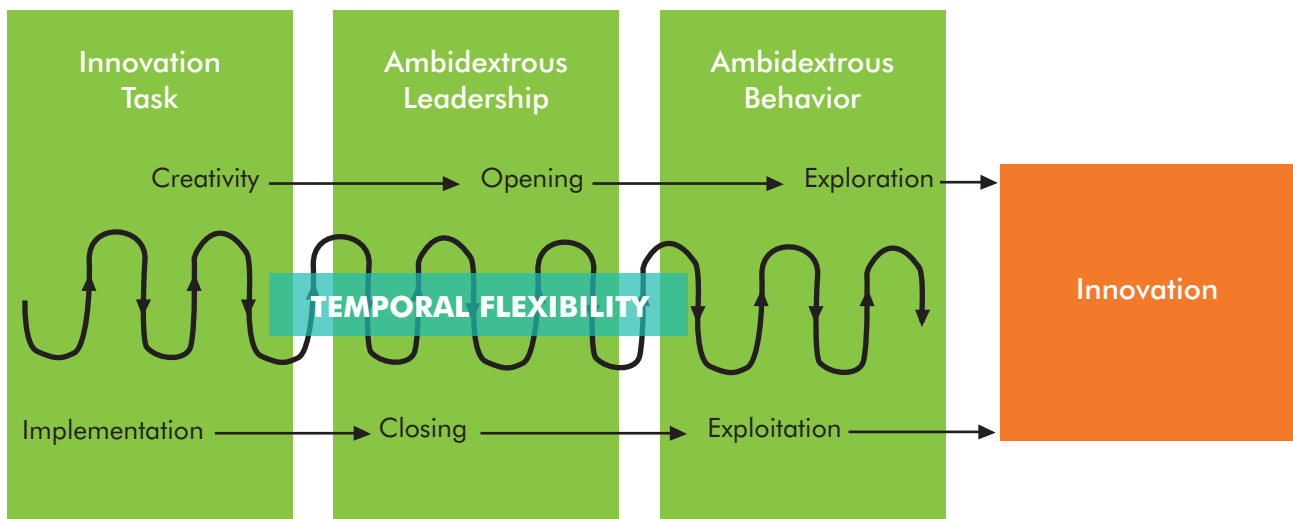 Innovation
Task
Ambidextrous
Leadership
Ambidextrous
Behavior
Creativity
Opening
Exploration
TEMPORAL FLEXIBILITY
Innovation
Implementation
Closing
Exploitation